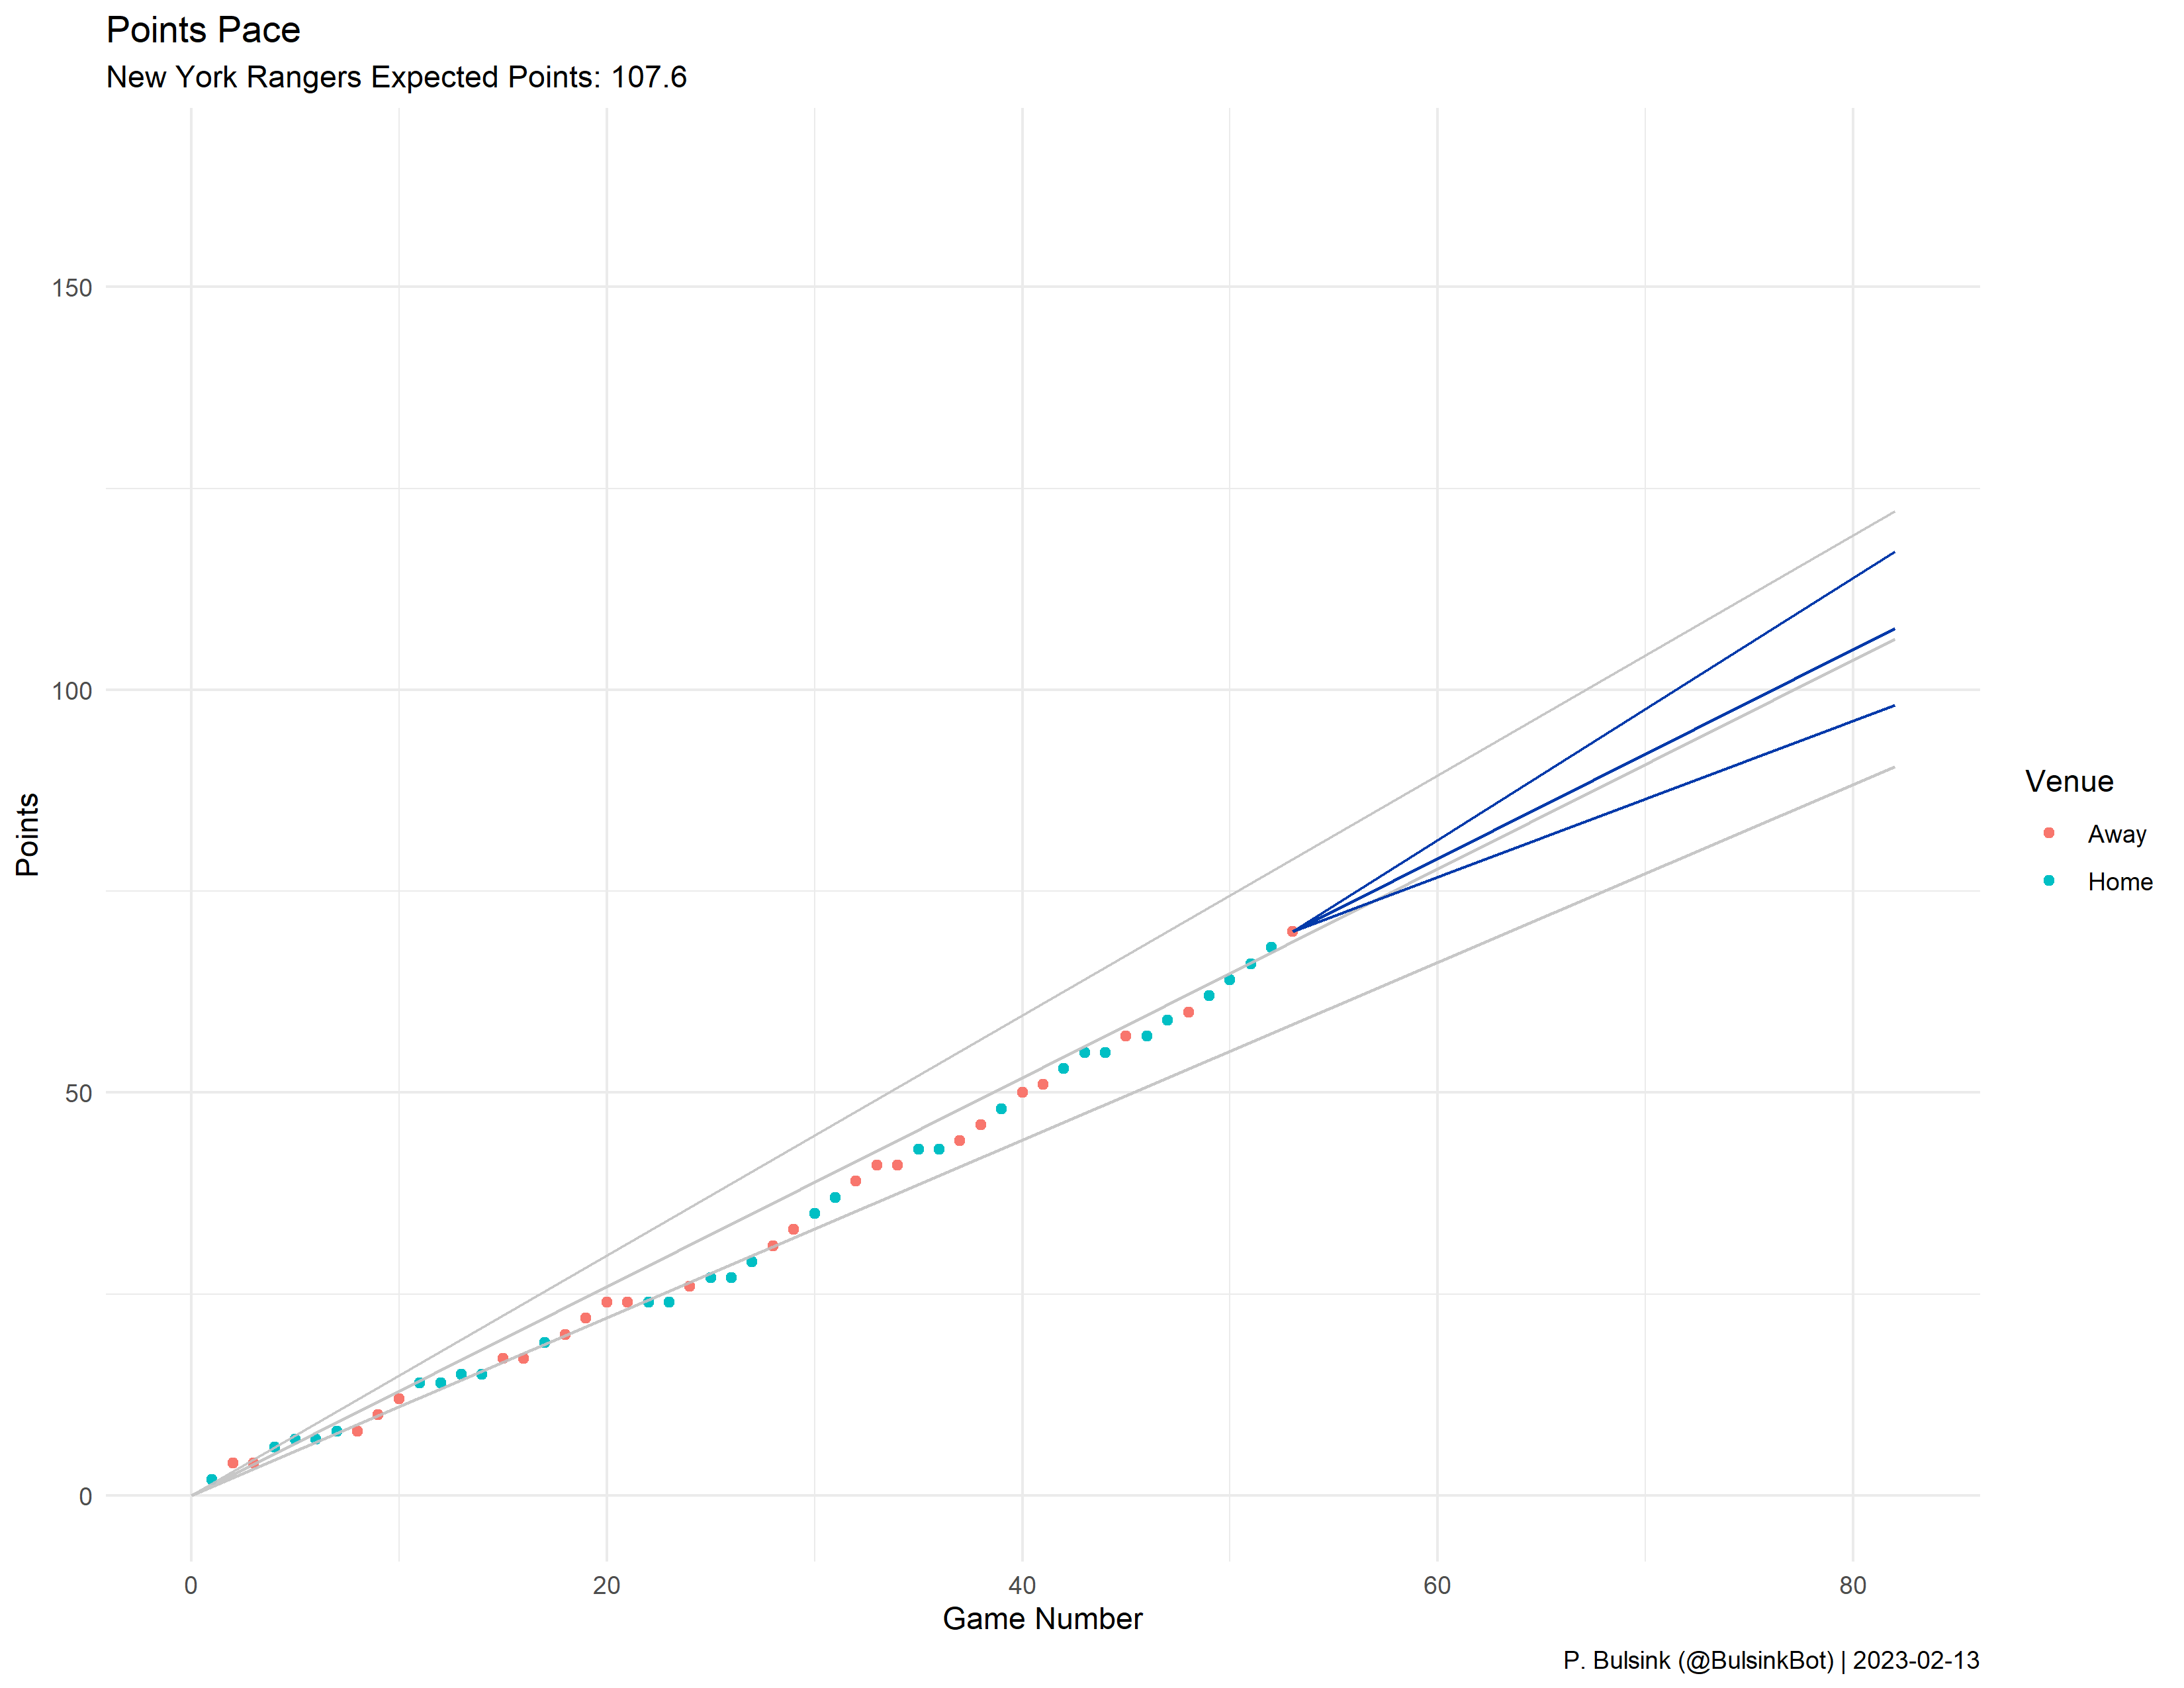 Points Pace
New York Rangers Expected Points: 107.6
150
100
50
0
Points
0 20 40 60 80
Game Number
Venue
Away
Home
P. Bulsink (@BulsinkBot) | 2023-02-13